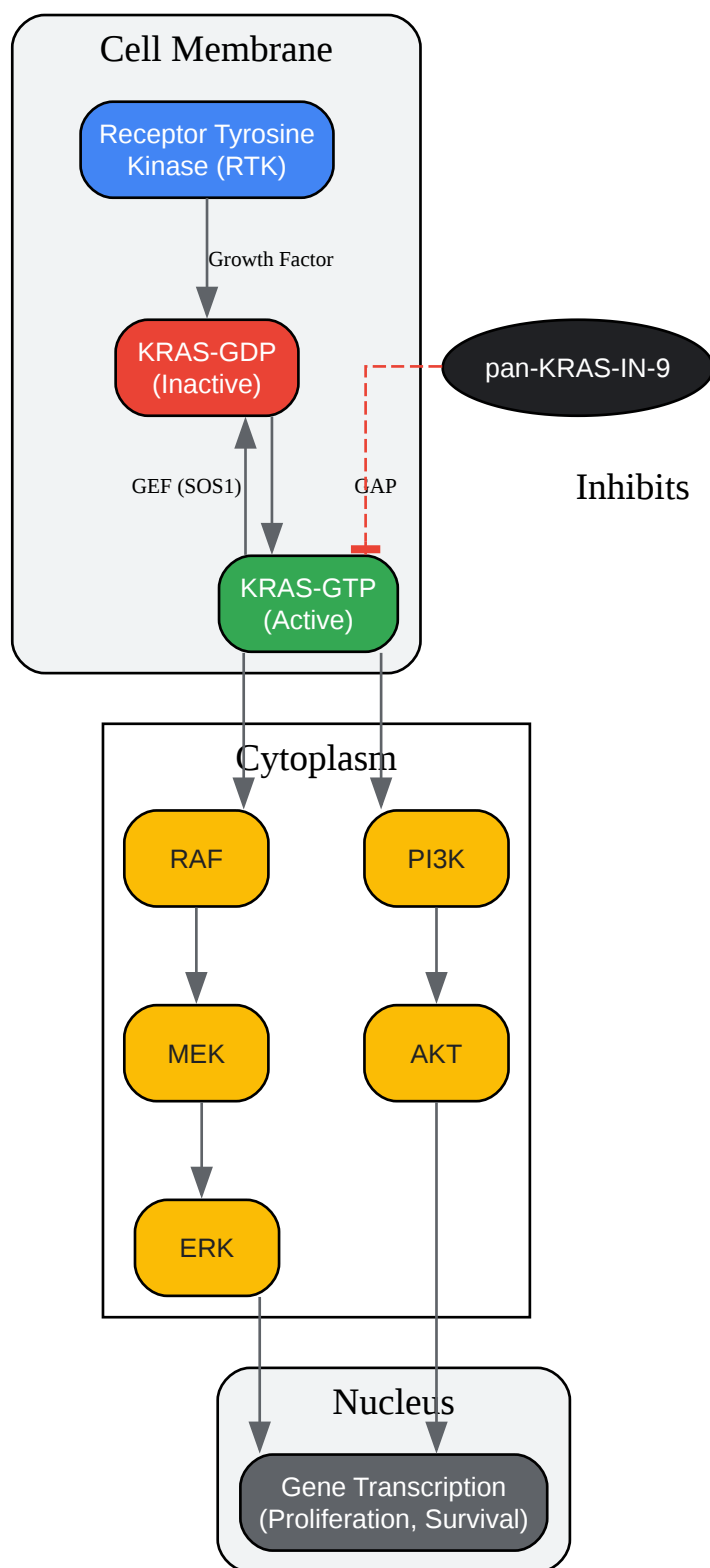 Cell Membrane
Receptor Tyrosine
Kinase (RTK)
Growth Factor
KRAS-GDP
(Inactive)
pan-KRAS-IN-9
GEF (SOS1)
GAP
Inhibits
KRAS-GTP
(Active)
Cytoplasm
RAF
PI3K
MEK
AKT
ERK
Nucleus
Gene Transcription
(Proliferation, Survival)